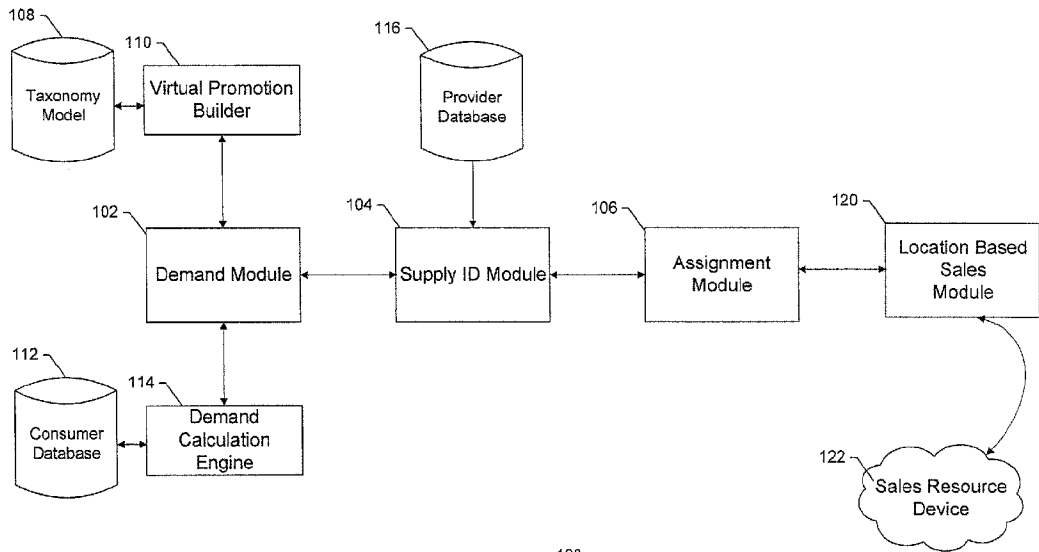 108
110
116
Taxonomy
Model
Virtual Promotion
Builder
Provider
Database
102
104
106
120
Demand Module
Supply ID Module
Assignment
Module
Location Based
Sales
Module
112
114
Consumer
Database
Demand
Calculation
Engine
122
Sales Resource
Device